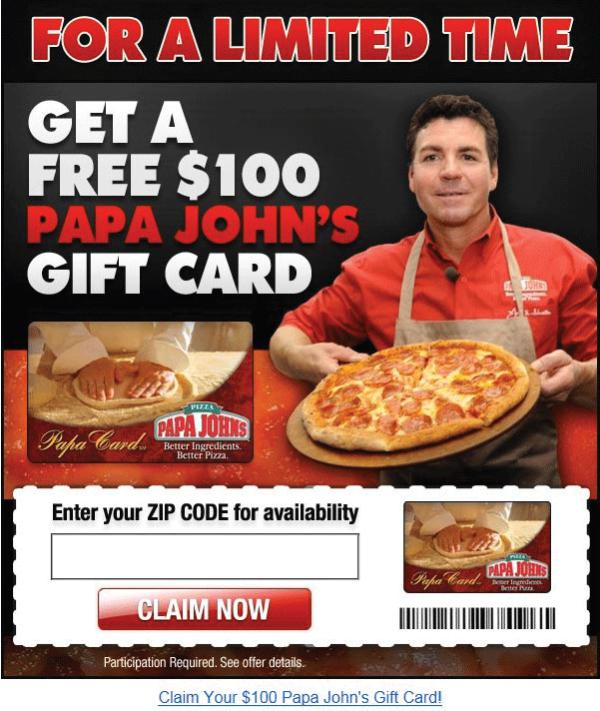 FOR A LIMITED TIME
GET A
FREE $100
PAPA JOHN'S
GIFT CARD
Papa Card
PIZZA
PAPA JOHNS
Better Ingredients.
Better Pizza.
Enter your ZIP CODE for availability
CLAIM NOW
Papa Card
PIZZA
PAPA JOHNS
Better Ingredients.
Better Pizza.
Participation Required. See offer details.
Claim Your $100 Papa John's Gift Card!